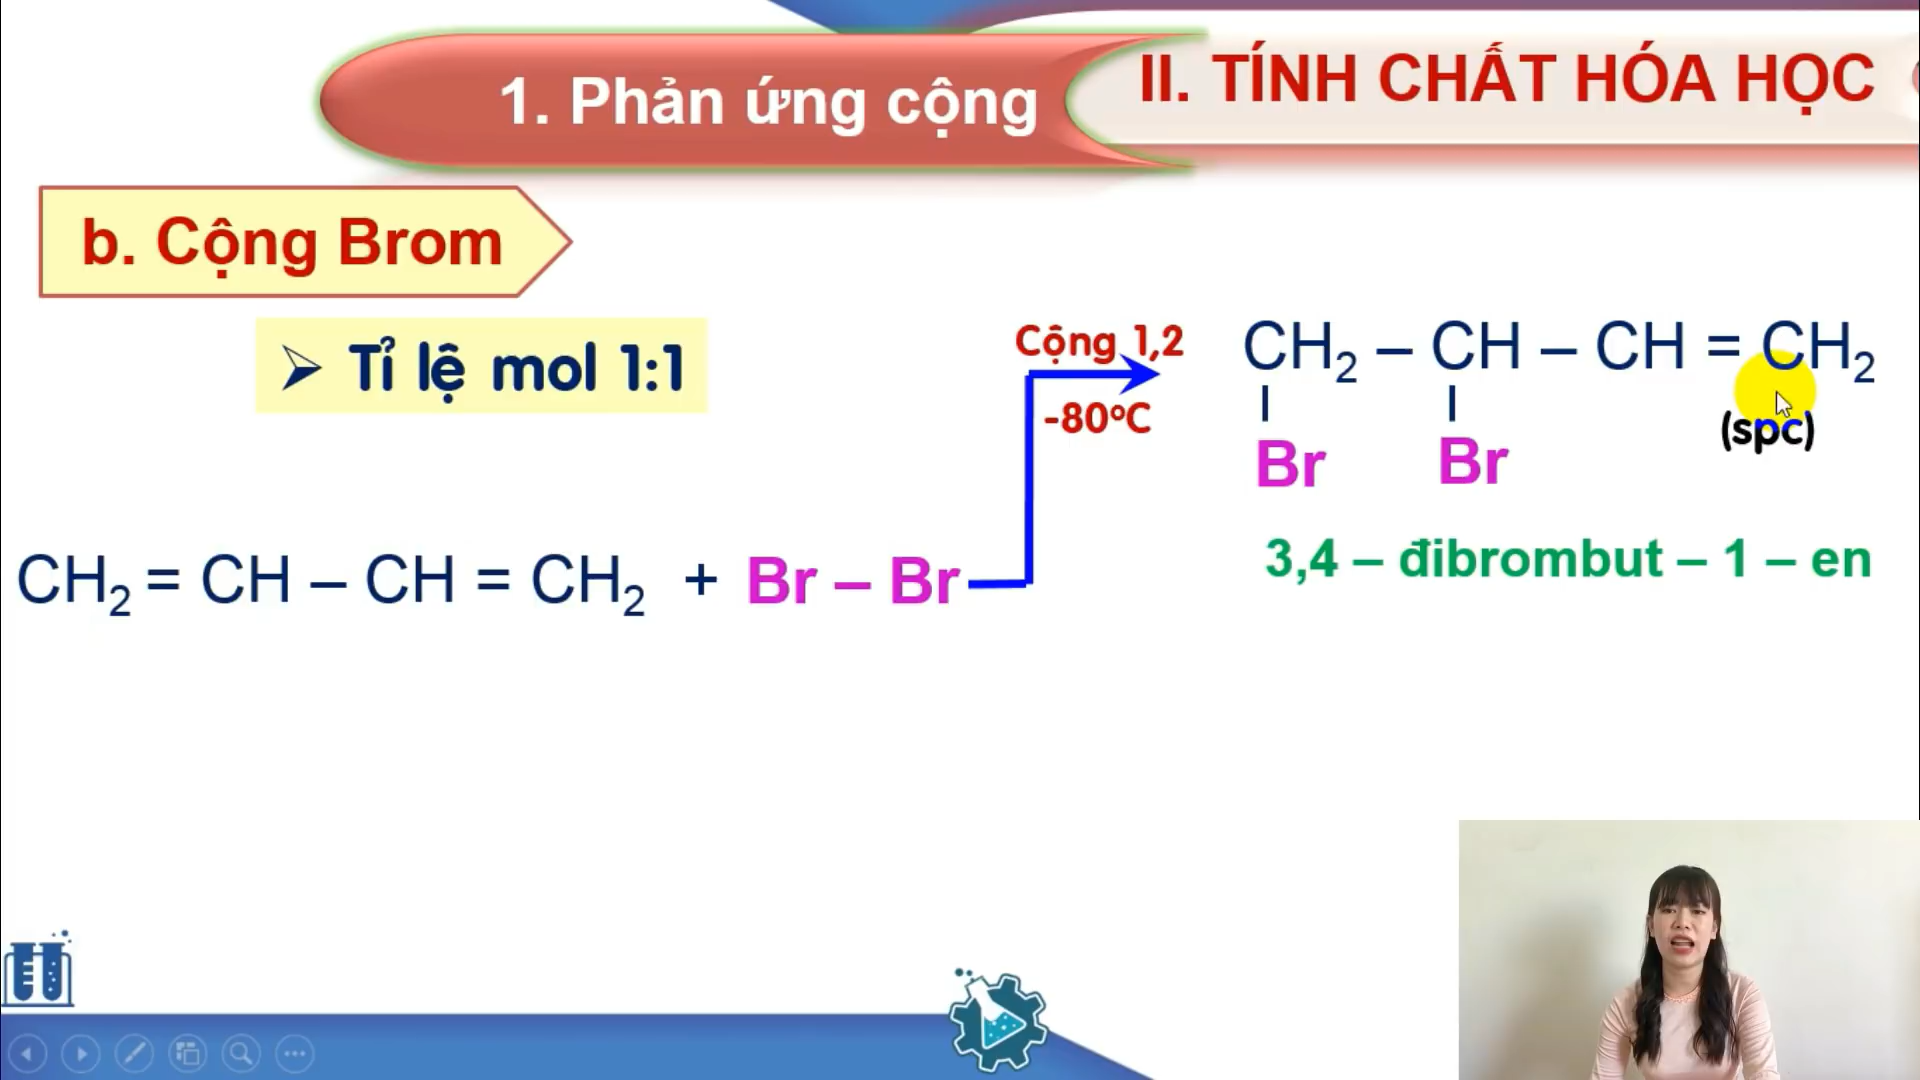 1. Phản ứng cộng
II. TÍNH CHẤT HÓA HỌC
b. Cộng Brom
➢ Tỉ lệ mol 1:1
Cộng 1,2
-80°C
CH₂ – CH – CH = CH₂
Br Br
(spc)
3,4 – đibrombut – 1 – en
CH₂ = CH – CH = CH₂ + Br – Br